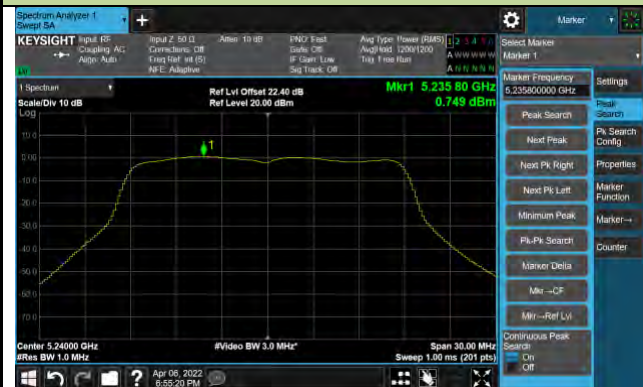 Spectrum Analyzer 1
Swept SA
Marker
KEYSIGHT Input: RF
Coupling: AC
Align: Auto
Input Z: 50 Ω
Corrections: Off
Freq Ref: Int (S)
NFE: Adaptive
Atten: 10 dB
PNO: Fast
Gate: Off
IF Gain: Low
Sig Track: Off
Avg Type: Power (RMS)
Avg|Hold: 1200/1200
Trig: Free Run
1 2 3 4 5 6
A W W W W W
A N N N N N
Select Marker
Marker 1
1 Spectrum
Scale/Div 10 dB
Log
Ref Lvl Offset 22.40 dB
Ref Level 20.00 dBm
Mkr1 5.235 80 GHz
0.749 dBm
Marker Frequency
5.235800000 GHz
Settings
Peak Search
Peak
Search
Next Peak
Pk Search
Config
Next Pk Right
Properties
Next Pk Left
Marker
Function
Minimum Peak
Marker→
Pk-Pk Search
Counter
Marker Delta
Mkr→CF
Mkr→Ref Lvl
Continuous Peak
Search
On
Off
10.0
0.00
-10.0
-20.0
-30.0
-40.0
-50.0
-60.0
-70.0
1
Center 5.24000 GHz
#Res BW 1.0 MHz
#Video BW 3.0 MHz*
Span 30.00 MHz
Sweep 1.00 ms (201 pts)
?
Apr 06, 2022
6:55:20 PM